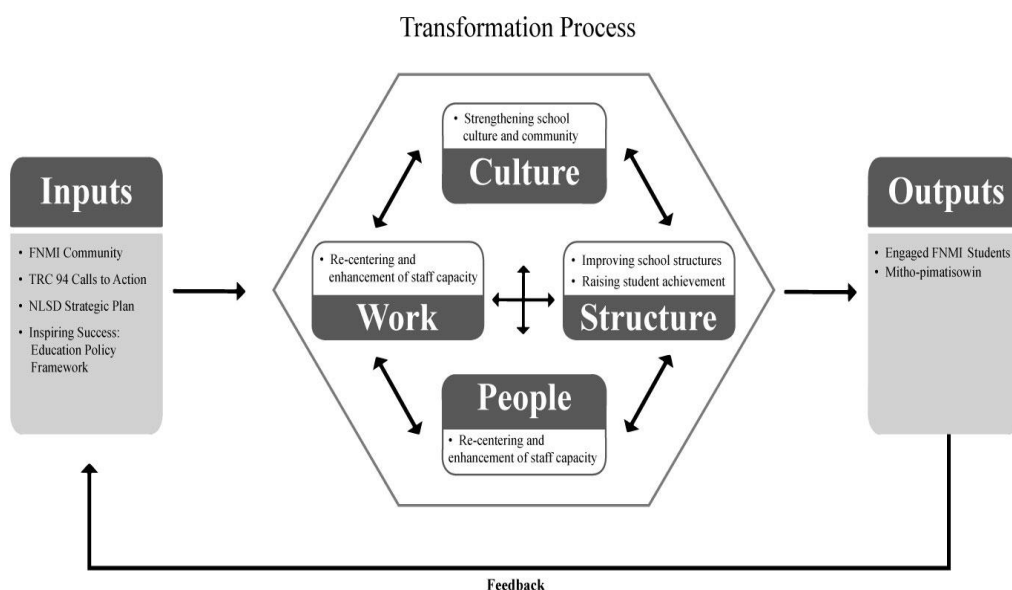 Transformation Process
Inputs
• FNMI Community
• TRC 94 Calls to Action
• NLSD Strategic Plan
• Inspiring Success:
Education Policy
Framework
• Strengthening school
culture and community
Culture
• Re-centering and
enhancement of staff capacity
Work
• Improving school structures
• Raising student achievement
Structure
People
• Re-centering and
enhancement of staff capacity
Outputs
• Engaged FNMI Students
• Mitho-pimatisowin
Feedback